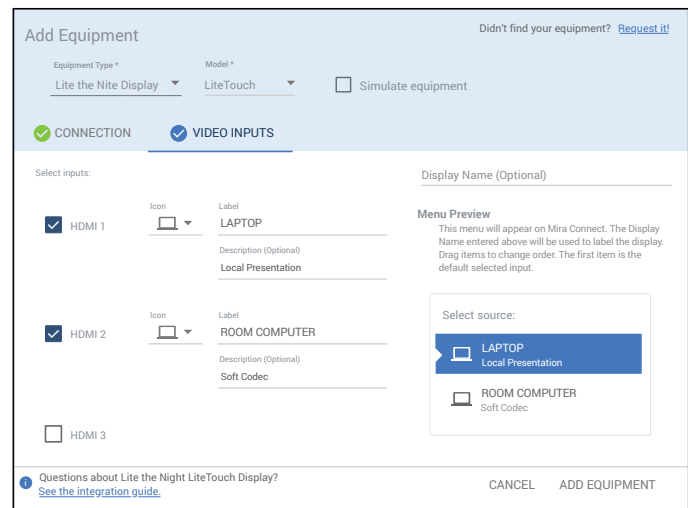 Add Equipment
Didn't find your equipment? Request it!
Equipment Type *
Model *
Lite the Nite Display
LiteTouch
Simulate equipment
CONNECTION
VIDEO INPUTS
Select inputs:
Display Name (Optional)
HDMI 1
Icon
Label
LAPTOP
Description (Optional)
Local Presentation
Menu Preview
This menu will appear on Mira Connect. The Display
Name entered above will be used to label the display.
Drag items to change order. The first item is the
default selected input.
HDMI 2
Icon
Label
ROOM COMPUTER
Description (Optional)
Soft Codec
Select source:
LAPTOP
Local Presentation
ROOM COMPUTER
Soft Codec
HDMI 3
i
Questions about Lite the Night LiteTouch Display?
See the integration guide.
CANCEL
ADD EQUIPMENT